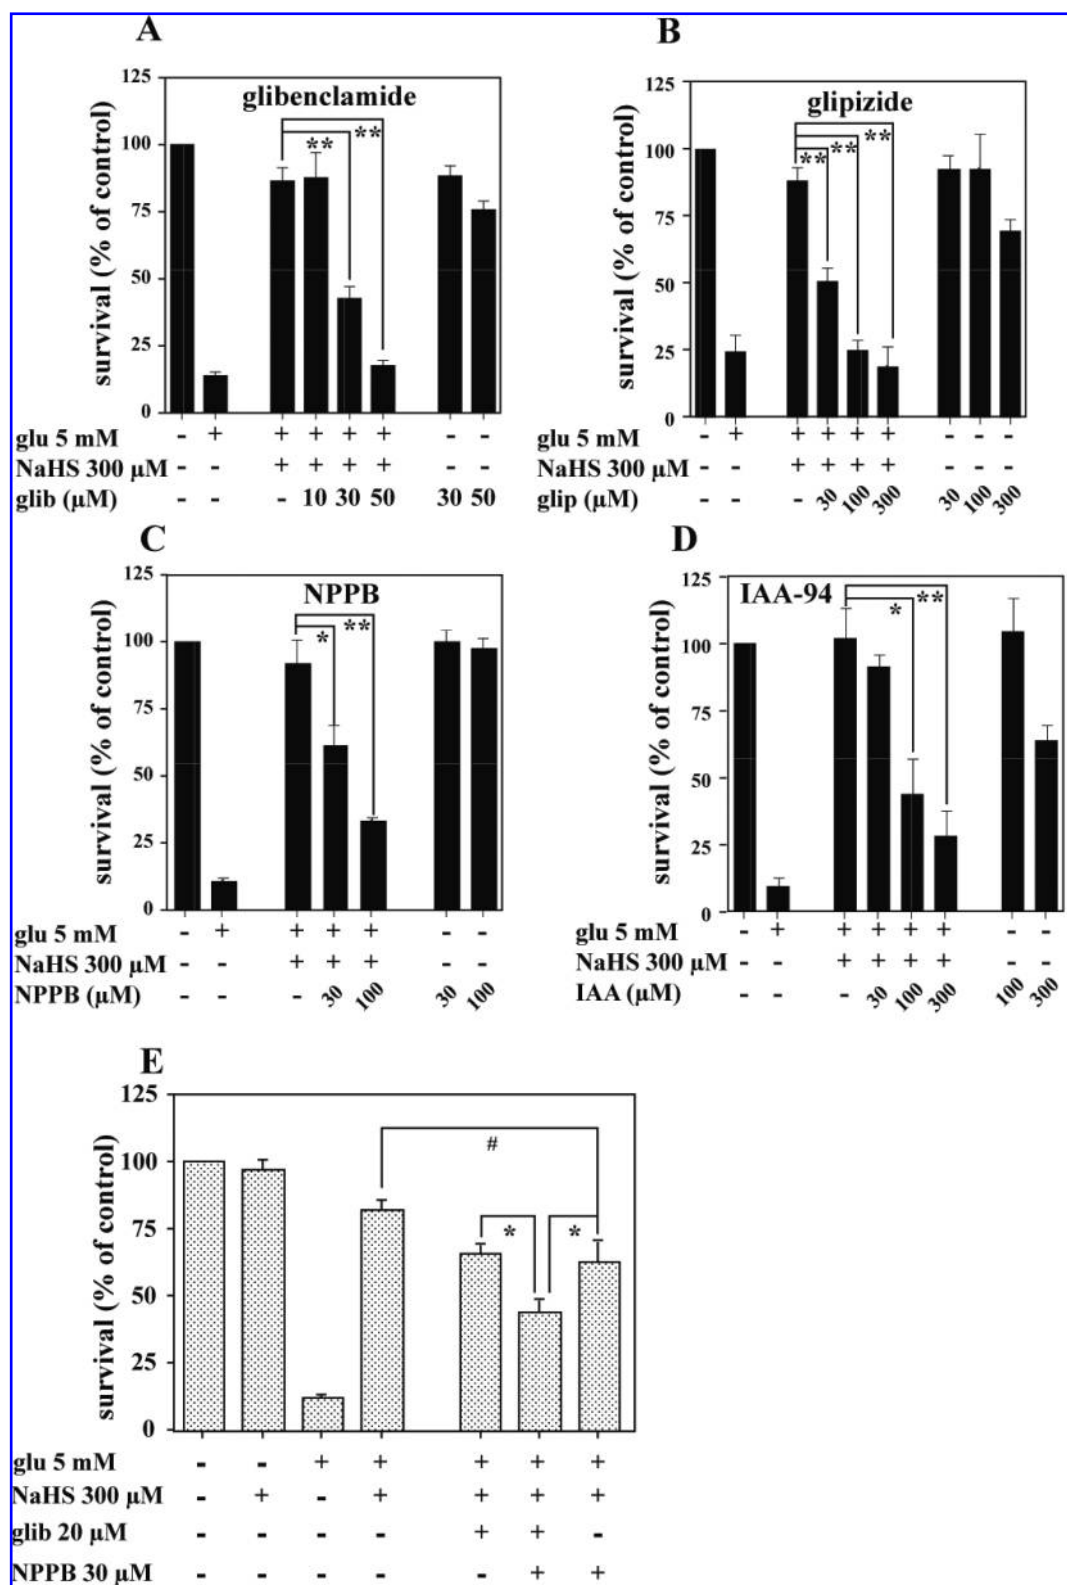 A
125
glibenclamide
** **
100
75
50
25
0
survival (% of control)
glu 5 mM - + + + + + - -
NaHS 300 μM - - + + + + - -
glib (μM) - - - 10 30 50 30 50
B
125
glipizide
** ** **
100
75
50
25
0
survival (% of control)
glu 5 mM - + + + + + - - -
NaHS 300 μM - - + + + + - - -
glip (μM) - - - 30 100 300 30 100 300
C
125
NPPB
* **
100
75
50
25
0
survival (% of control)
glu 5 mM - + + + + - -
NaHS 300 μM - - + + + - -
NPPB (μM) - - - 30 100 30 100
D
125
IAA-94
* **
100
75
50
25
0
survival (% of control)
glu 5 mM - + + + + + - -
NaHS 300 μM - - + + + + - -
IAA (μM) - - - 30 100 300 100 300
E
125
#
100
* *
75
50
25
0
survival (% of control)
glu 5 mM - - + + + + +
NaHS 300 μM - + - + + + +
glib 20 μM - - - - + + -
NPPB 30 μM - - - - - + +